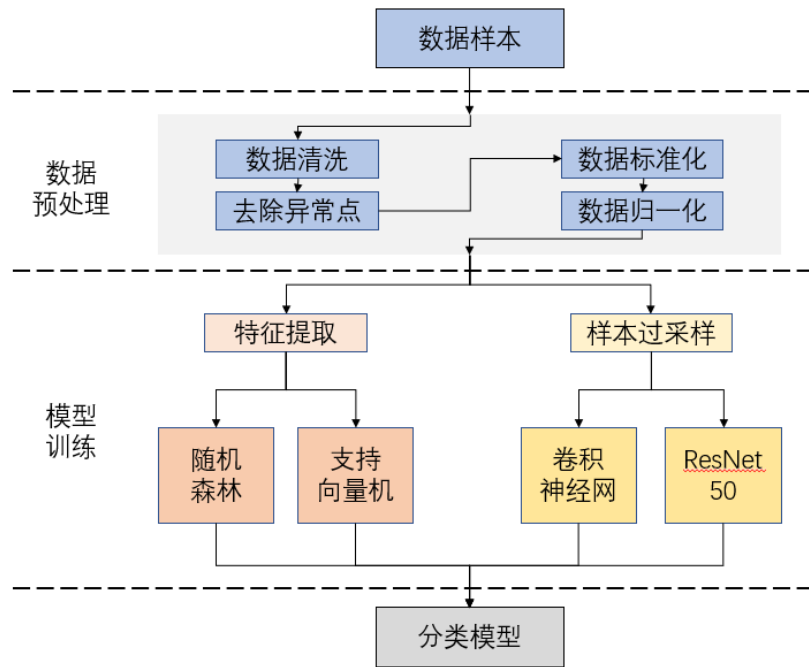 数据样本
数据
预处理
数据清洗
数据标准化
去除异常点
数据归一化
特征提取
样本过采样
模型
训练
随机
森林
支持
向量机
卷积
神经网
ResNet
50
分类模型